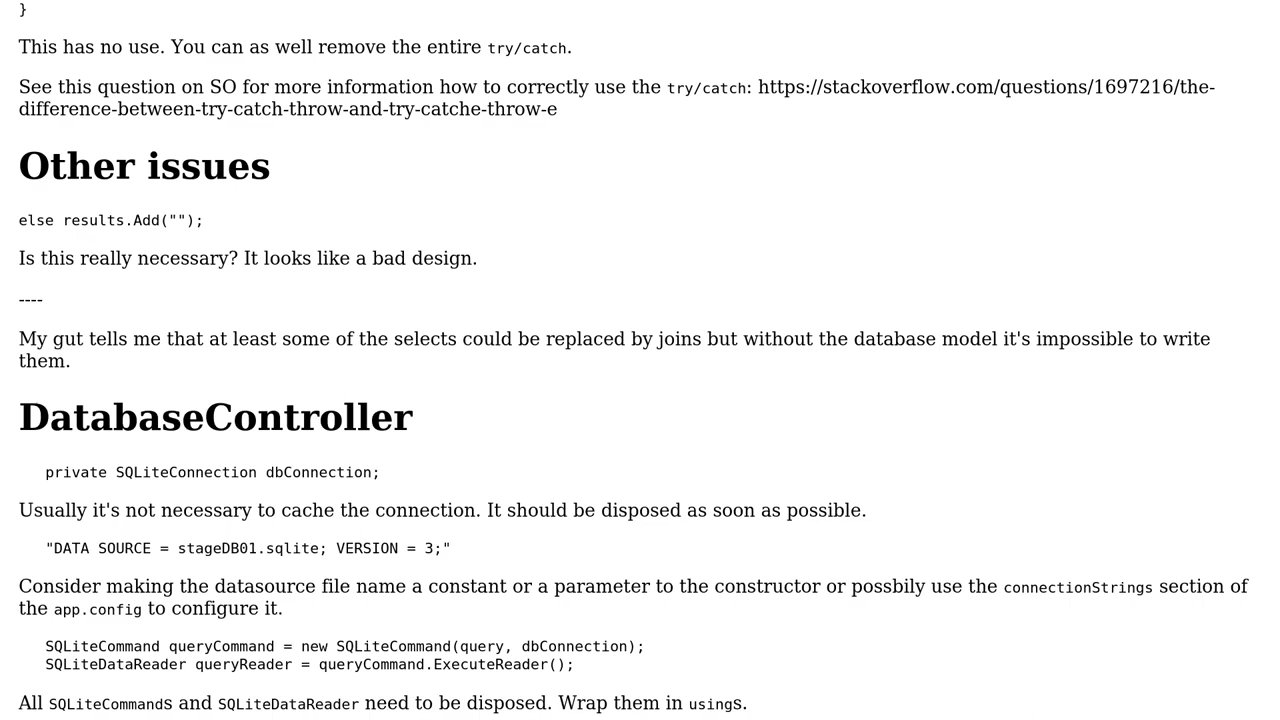 }
This has no use. You can as well remove the entire try/catch.
See this question on SO for more information how to correctly use the try/catch: https://stackoverflow.com/questions/1697216/the-
difference-between-try-catch-throw-and-try-catche-throw-e
Other issues
else results.Add("");
Is this really necessary? It looks like a bad design.
----
My gut tells me that at least some of the selects could be replaced by joins but without the database model it's impossible to write
them.
DatabaseController
private SQLiteConnection dbConnection;
Usually it's not necessary to cache the connection. It should be disposed as soon as possible.
"DATA SOURCE = stageDB01.sqlite; VERSION = 3;"
Consider making the datasource file name a constant or a parameter to the constructor or possbily use the connectionStrings section of
the app.config to configure it.
SQLiteCommand queryCommand = new SQLiteCommand(query, dbConnection);
SQLiteDataReader queryReader = queryCommand.ExecuteReader();
All SQLiteCommands and SQLiteDataReader need to be disposed. Wrap them in usings.